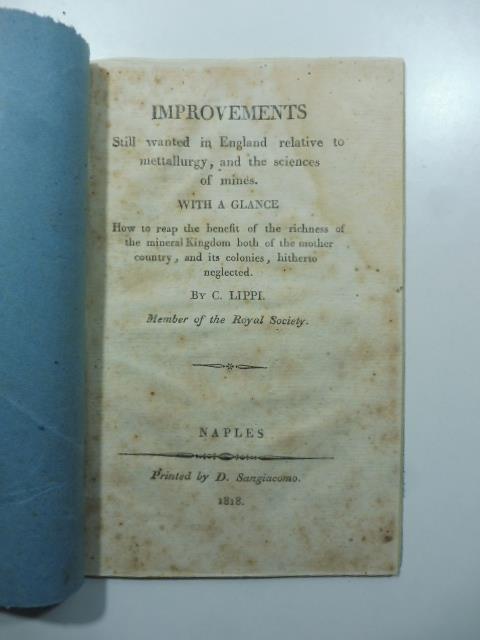 IMPROVEMENTS
Still wanted in England relative to
mettallurgy, and the sciences
of mines.
WITH A GLANCE
How to reap the benefit of the richness of
the mineral Kingdom both of the mother
country, and its colonies, hitherto
neglected.
BY C. LIPPI.
Member of the Royal Society.
NAPLES
Printed by D. Sangiacomo.
1818.